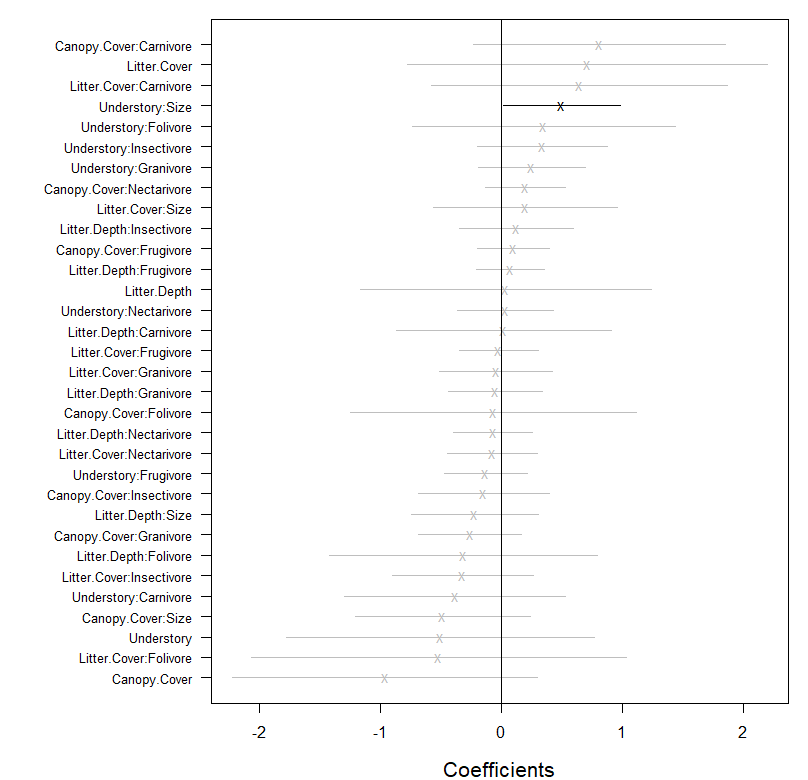 Canopy.Cover:Carnivore
Litter.Cover
Litter.Cover:Carnivore
Understory:Size
Understory:Folivore
Understory:Insectivore
Understory:Granivore
Canopy.Cover:Nectarivore
Litter.Cover:Size
Litter.Depth:Insectivore
Canopy.Cover:Frugivore
Litter.Depth:Frugivore
Litter.Depth
Understory:Nectarivore
Litter.Depth:Carnivore
Litter.Cover:Frugivore
Litter.Cover:Granivore
Litter.Depth:Granivore
Canopy.Cover:Folivore
Litter.Depth:Nectarivore
Litter.Cover:Nectarivore
Understory:Frugivore
Canopy.Cover:Insectivore
Litter.Depth:Size
Canopy.Cover:Granivore
Litter.Depth:Folivore
Litter.Cover:Insectivore
Understory:Carnivore
Canopy.Cover:Size
Understory
Litter.Cover:Folivore
Canopy.Cover
-2 -1 0 1 2
Coefficients